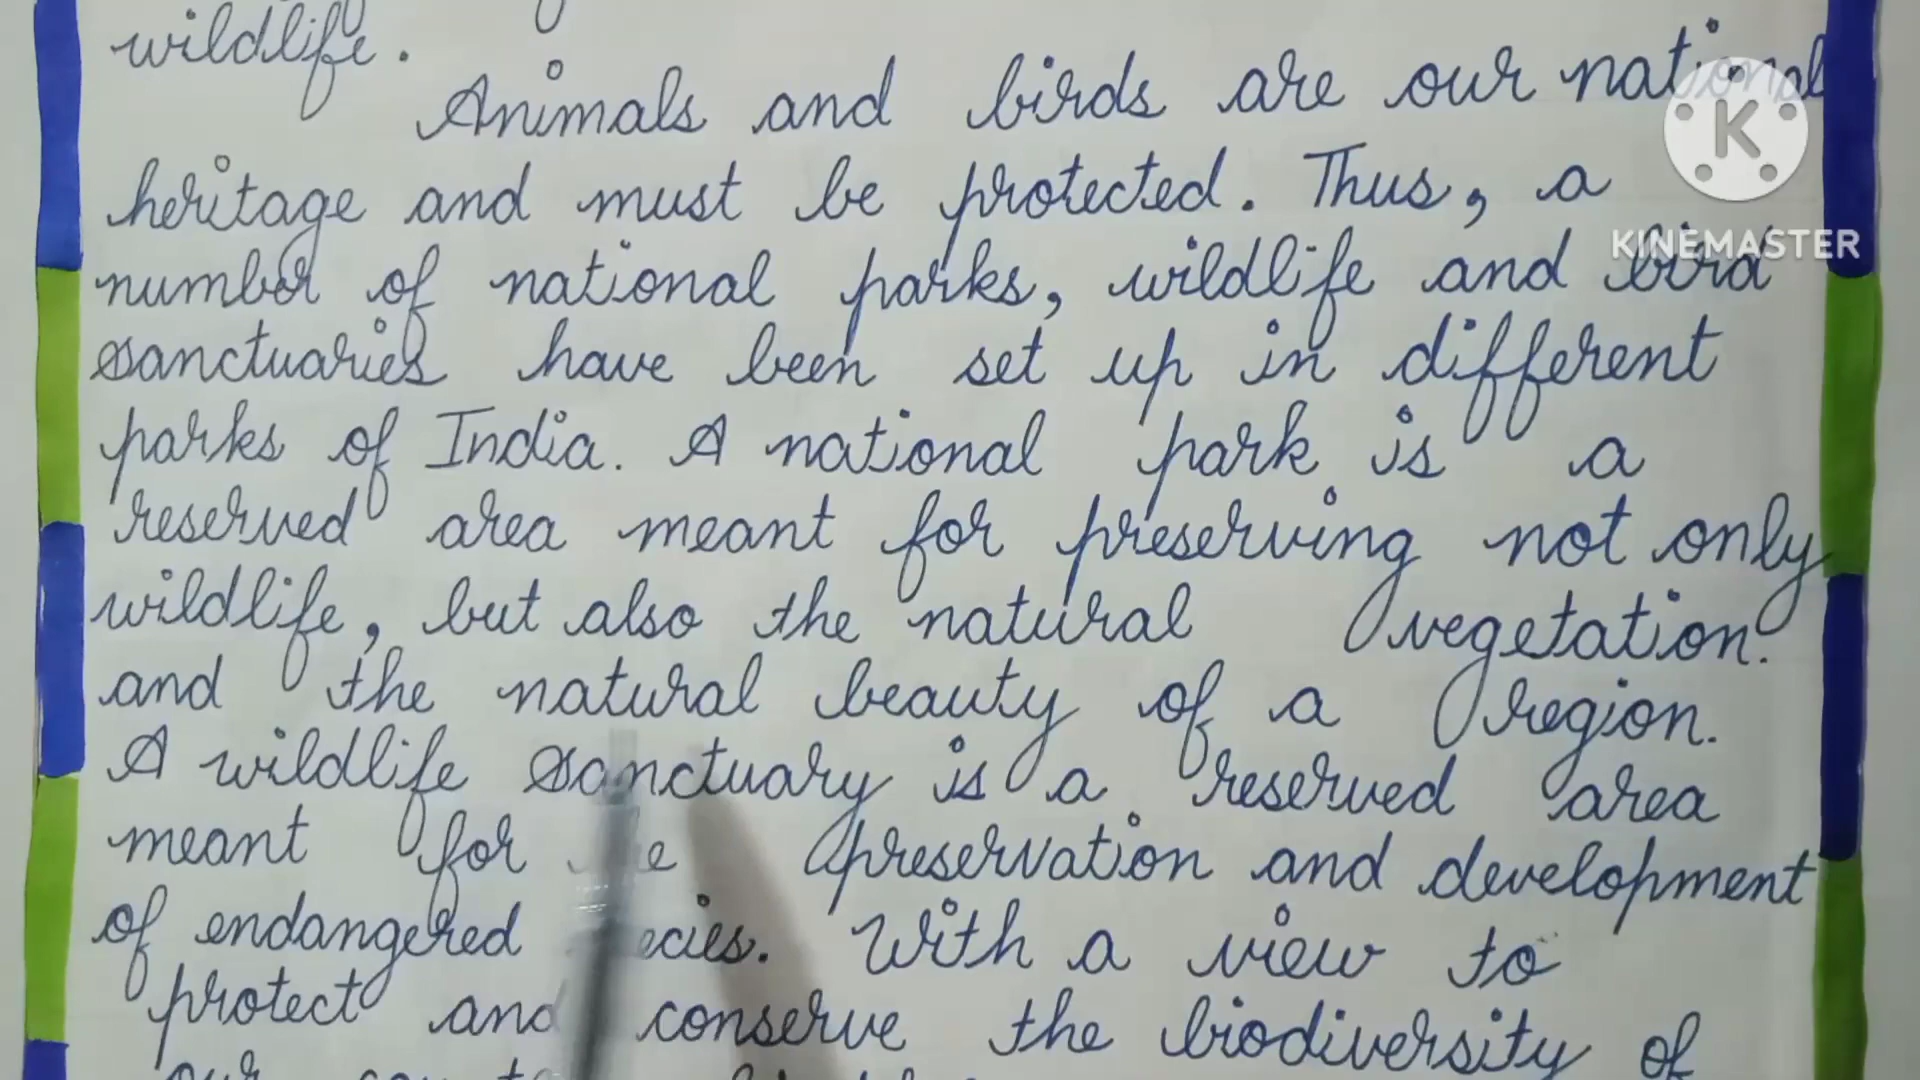 wildlife.
Animals and birds are our national
heritage and must be protected. Thus, a
number of national parks, wildlife and bird
sanctuaries have been set up in different
parks of India. A national park is a
reserved area meant for preserving not only
wildlife, but also the natural vegetation.
and the natural beauty of a region.
A wildlife sanctuary is a reserved area
meant for preservation and development
of endangered. With a view to
protect and conserve the biodiversity of
our
K
KINEMASTER